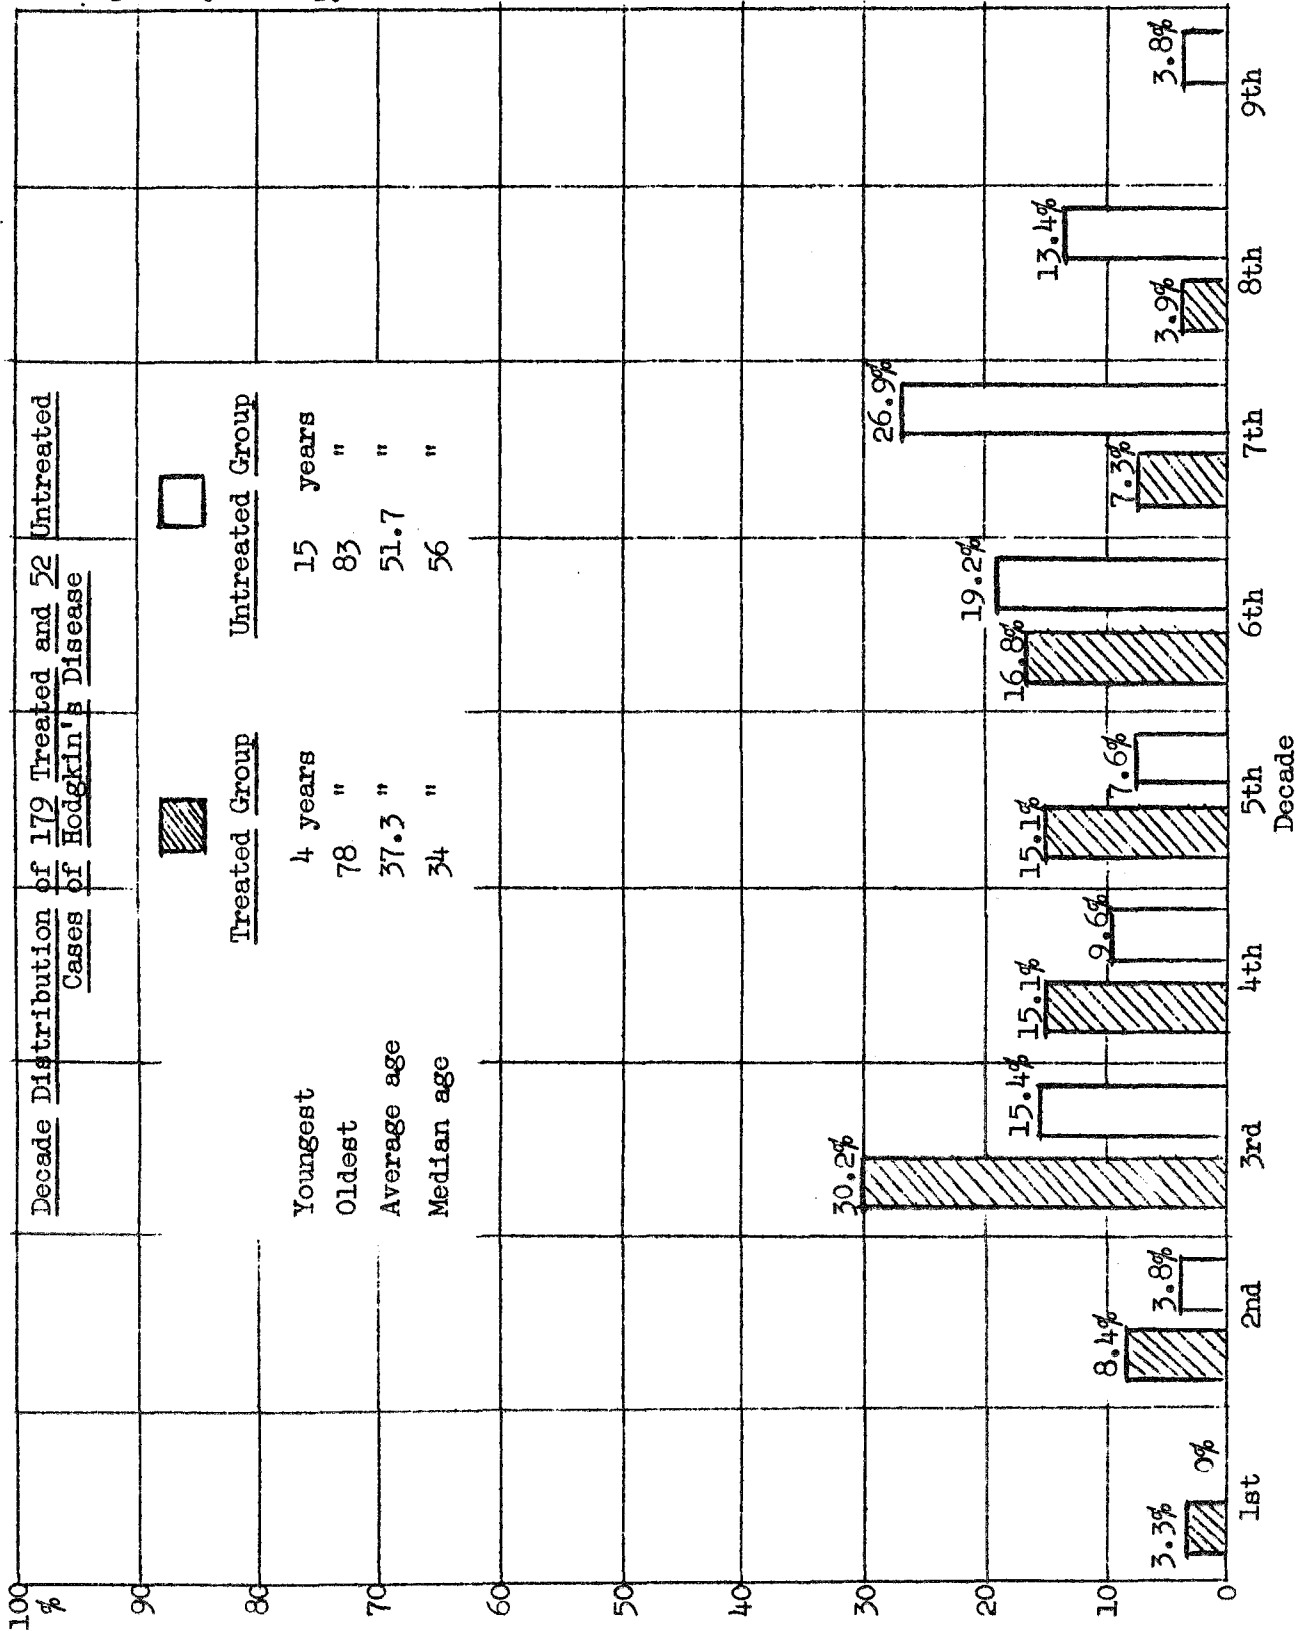 Decade Distribution of 179 Treated and 52 Untreated
Cases of Hodgkin's Disease
Treated Group Untreated Group
Youngest 4 years 15 years
Oldest 78 " 83 "
Average age 37.3 " 51.7 "
Median age 34 " 56 "
100
%
90
80
70
60
50
40
30
20
10
0
3.3% 0%
8.4% 3.8%
30.2% 15.4%
15.1% 9.6%
15.1% 7.6%
16.8% 19.2%
7.3% 26.9%
3.9% 13.4%
3.8%
1st 2nd 3rd 4th 5th 6th 7th 8th 9th
Decade